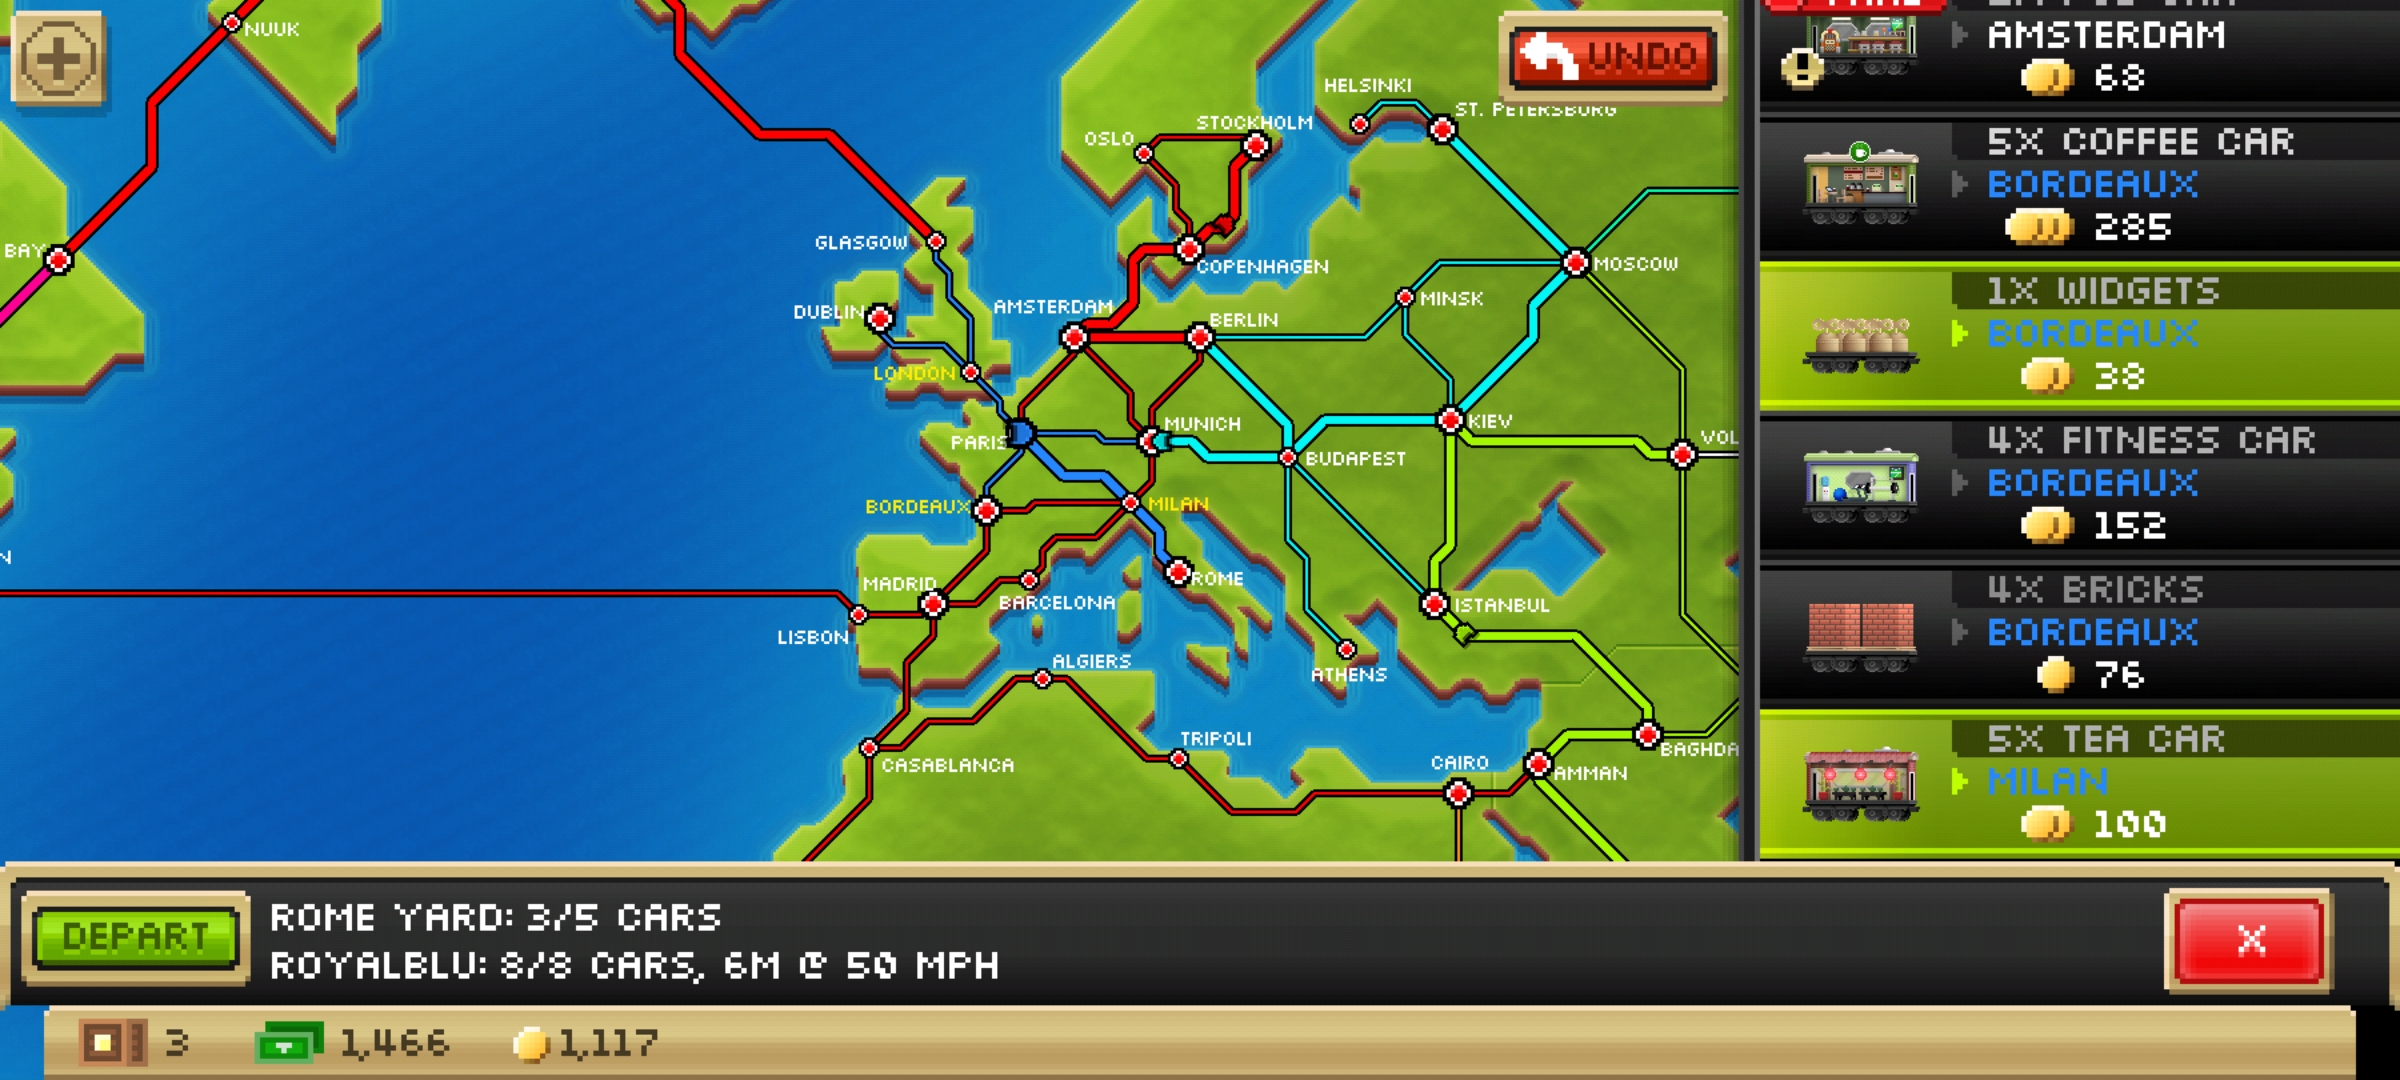 NUUK
BAY
N
GLASGOW
DUBLIN
LONDON
PARIS
BORDEAUX
MADRID
LISBON
BARCELONA
ALGIERS
CASABLANCA
TRIPOLI
OSLO
STOCKHOLM
COPENHAGEN
AMSTERDAM
BERLIN
MUNICH
MILAN
ROME
HELSINKI
ST. PETERSBURG
MOSCOW
MINSK
KIEV
BUDAPEST
VOL
ISTANBUL
ATHENS
CAIRO
AMMAN
BAGHDA
UNDO
AMSTERDAM
68
5X COFFEE CAR
BORDEAUX
285
1X WIDGETS
BORDEAUX
38
4X FITNESS CAR
BORDEAUX
152
4X BRICKS
BORDEAUX
76
5X TEA CAR
MILAN
100
DEPART
ROME YARD: 3/5 CARS
ROYALBLU: 8/8 CARS, 6M @ 50 MPH
X
3
1,466
1,117